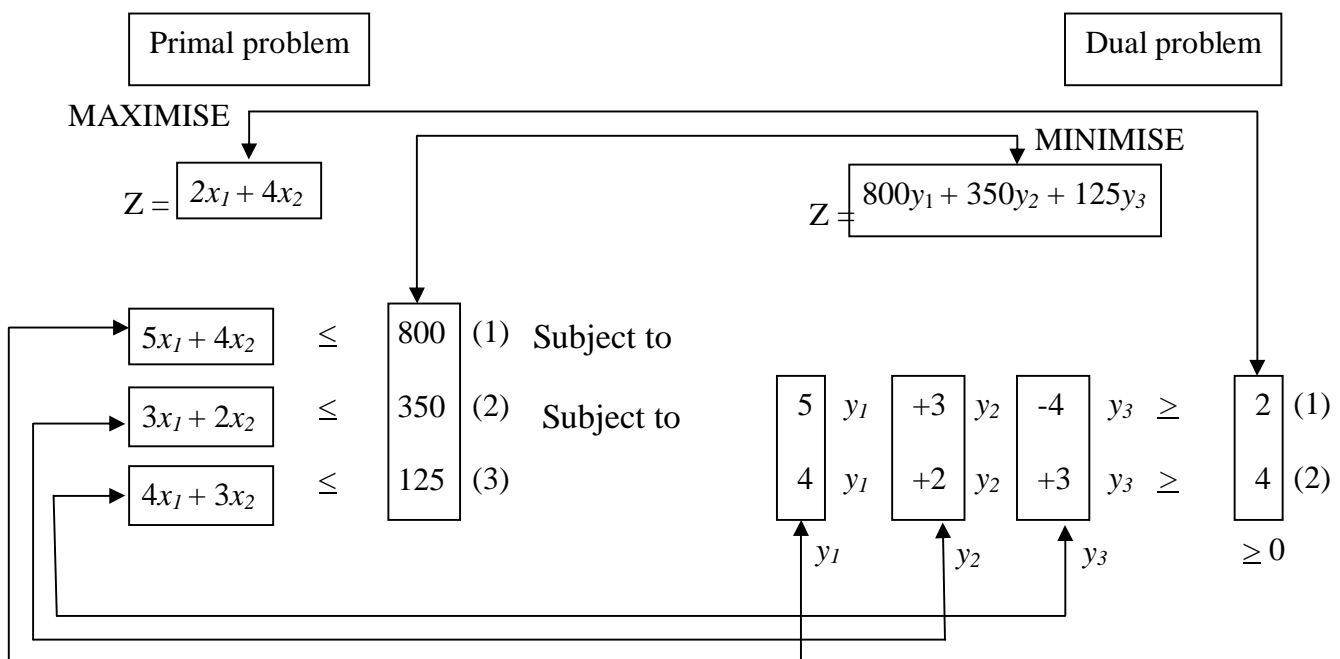 Primal problem Dual problem
MAXIMISE
MINIMISE
Z = 2x₁ + 4x₂ Z = 800y₁ + 350y₂ + 125y₃
5x₁ + 4x₂ ≤ 800 (1) Subject to
3x₁ + 2x₂ ≤ 350 (2) Subject to 5 y₁ +3 y₂ -4 y₃ ≥ 2 (1)
4x₁ + 3x₂ ≤ 125 (3) 4 y₁ +2 y₂ +3 y₃ ≥ 4 (2)
y₁ y₂ y₃ ≥ 0